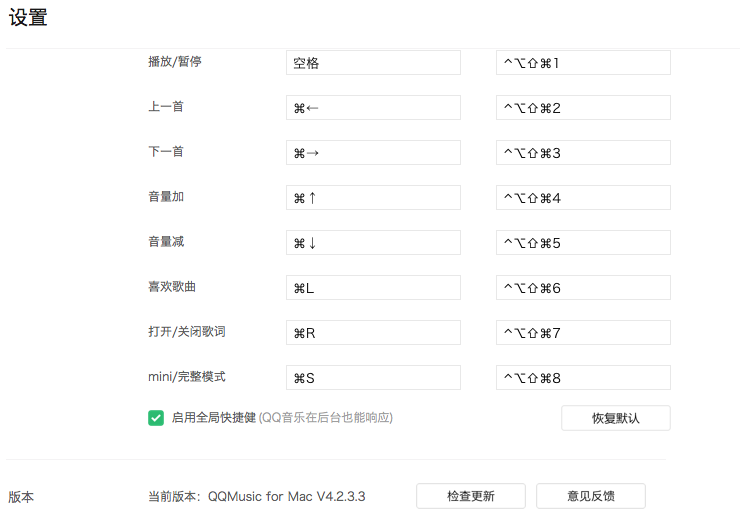 设置
播放/暂停 空格 ^⌥⇧⌘1
上一首 ⌘← ^⌥⇧⌘2
下一首 ⌘→ ^⌥⇧⌘3
音量加 ⌘↑ ^⌥⇧⌘4
音量减 ⌘↓ ^⌥⇧⌘5
喜欢歌曲 ⌘L ^⌥⇧⌘6
打开/关闭歌词 ⌘R ^⌥⇧⌘7
mini/完整模式 ⌘S ^⌥⇧⌘8
启用全局快捷健 (QQ音乐在后台也能响应) 恢复默认
版本 当前版本：QQMusic for Mac V4.2.3.3 检查更新 意见反馈